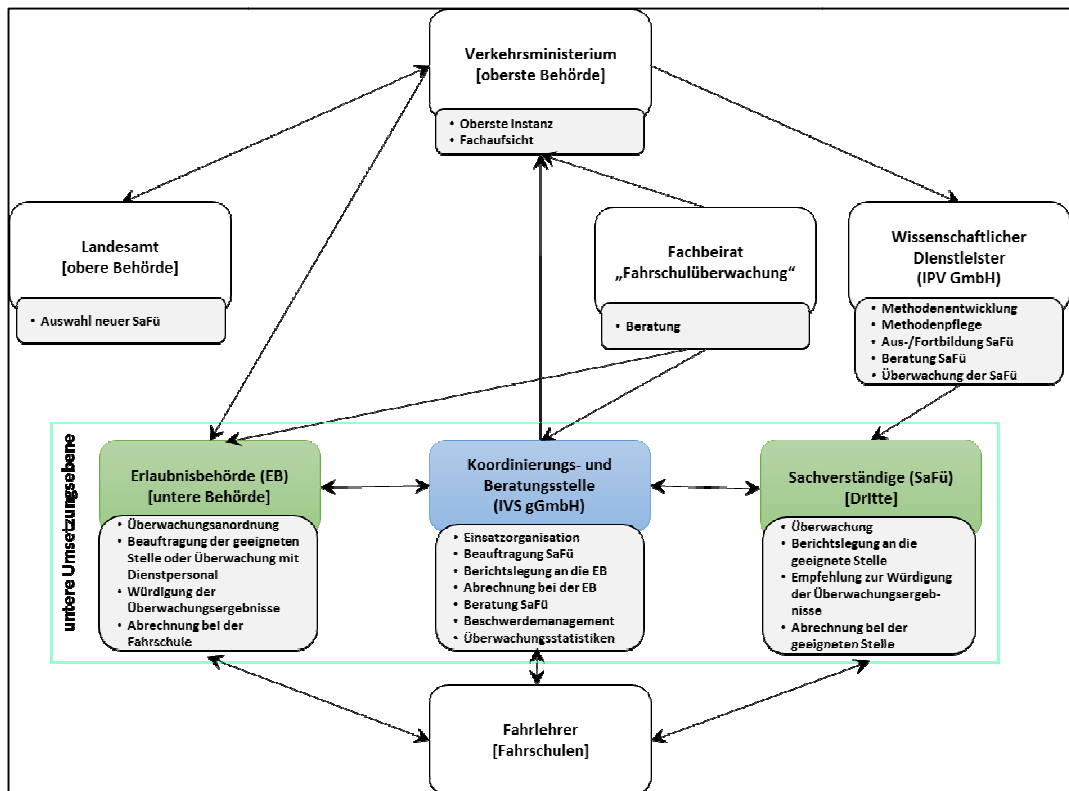 Verkehrsministerium
[oberste Behörde]
• Oberste Instanz
• Fachaufsicht
Landesamt
[obere Behörde]
• Auswahl neuer SaFü
Fachbeirat
„Fahrschulüberwachung“
• Beratung
Wissenschaftlicher
Dienstleister
(IPV GmbH)
• Methodenentwicklung
• Methodenpflege
• Aus-/Fortbildung SaFü
• Beratung SaFü
• Überwachung der SaFü
untere Umsetzungsebene
Erlaubnisbehörde (EB)
[untere Behörde]
• Überwachungsanordnung
• Beauftragung der geeigneten
Stelle oder Überwachung mit
Dienstpersonal
• Würdigung der
Überwachungsergebnisse
• Abrechnung bei der
Fahrschule
Koordinierungs- und
Beratungsstelle
(IVS gGmbH)
• Einsatzorganisation
• Beauftragung SaFü
• Berichtslegung an die EB
• Abrechnung bei der EB
• Beratung SaFü
• Beschwerdemanagement
• Überwachungsstatistiken
Sachverständige (SaFü)
[Dritte]
• Überwachung
• Berichtslegung an die
geeignete Stelle
• Empfehlung zur Würdigung
der Überwachungsergeb-
nisse
• Abrechnung bei der
geeigneten Stelle
Fahrlehrer
[Fahrschulen]